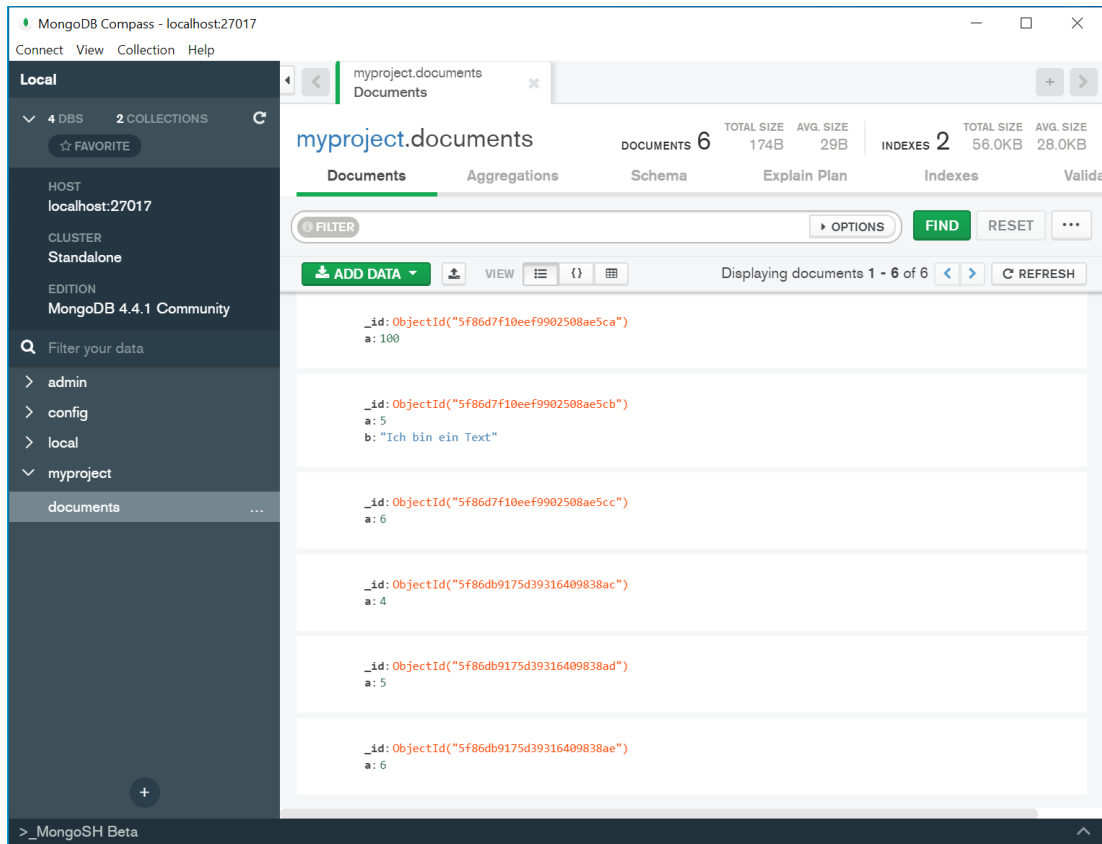 MongoDB Compass - localhost:27017
Connect View Collection Help
Local
4 DBS 2 COLLECTIONS
FAVORITE
HOST
localhost:27017
CLUSTER
Standalone
EDITION
MongoDB 4.4.1 Community
Filter your data
admin
config
local
myproject
documents ...
>_MongoSH Beta
myproject.documents
Documents
myproject.documents
DOCUMENTS 6
TOTAL SIZE 174B
AVG. SIZE 29B
INDEXES 2
TOTAL SIZE 56.0KB
AVG. SIZE 28.0KB
Documents Aggregations Schema Explain Plan Indexes Valida
FILTER OPTIONS FIND RESET ...
ADD DATA VIEW {} Displaying documents 1 - 6 of 6 < > REFRESH
_id: ObjectId("5f86d7f10eef9902508ae5ca")
a: 100
_id: ObjectId("5f86d7f10eef9902508ae5cb")
a: 5
b: "Ich bin ein Text"
_id: ObjectId("5f86d7f10eef9902508ae5cc")
a: 6
_id: ObjectId("5f86db9175d39316409838ac")
a: 4
_id: ObjectId("5f86db9175d39316409838ad")
a: 5
_id: ObjectId("5f86db9175d39316409838ae")
a: 6